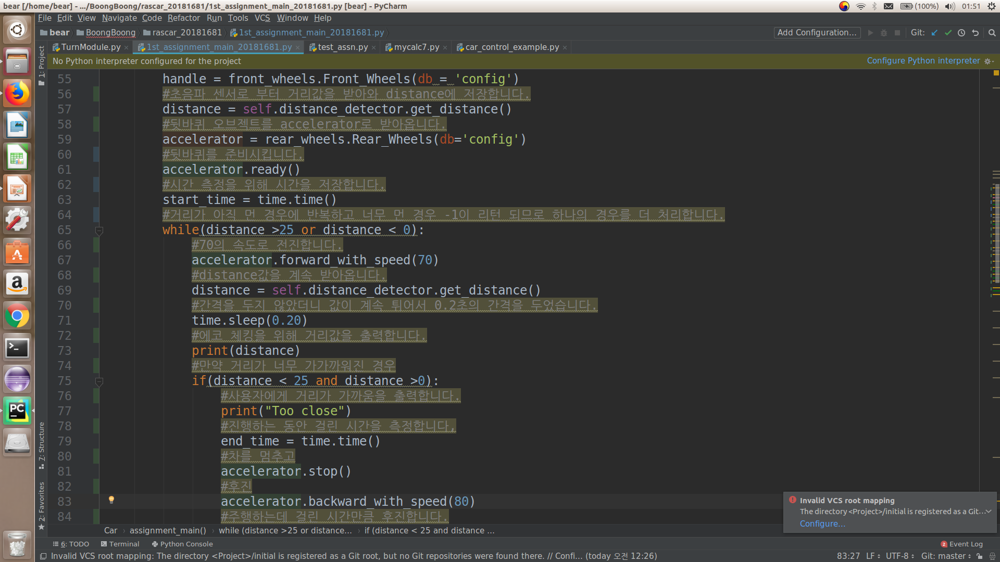 bear [/home/bear] - .../BoongBoong/rascar_20181681/1st_assignment_main_20181681.py [bear] - PyCharm
(100%) 01:51
File Edit View Navigate Code Refactor Run Tools VCS Window Help
bear BoongBoong rascar_20181681 1st_assignment_main_20181681.py
Add Configuration... Git:
TurnModule.py 1st_assignment_main_20181681.py test_assn.py mycalc7.py car_control_example.py
No Python interpreter configured for the project Configure Python interpreter
1: Project
55 handle = front_wheels.Front_Wheels(db = 'config')
56 #초음파 센서로 부터 거리값을 받아와 distance에 저장합니다.
57 distance = self.distance_detector.get_distance()
58 #뒷바퀴 오브젝트를 accelerator로 받아옵니다.
59 accelerator = rear_wheels.Rear_Wheels(db='config')
60 #뒷바퀴를 준비시킵니다.
61 accelerator.ready()
62 #시간 측정을 위해 시간을 저장합니다.
63 start_time = time.time()
64 #거리가 아직 먼 경우에 반복하고 너무 먼 경우 -1이 리턴 되므로 하나의 경우를 더 처리합니다.
65 while(distance >25 or distance < 0):
66 #70의 속도로 전진합니다.
67 accelerator.forward_with_speed(70)
68 #distance값을 계속 받아옵니다.
69 distance = self.distance_detector.get_distance()
70 #간격을 두지 않았더니 값이 계속 튀어서 0.2초의 간격을 두었습니다.
71 time.sleep(0.20)
72 #에코 체킹을 위해 거리값을 출력합니다.
73 print(distance)
74 #만약 거리가 너무 가가까워진 경우
75 if(distance < 25 and distance >0):
76 #사용자에게 거리가 가까움을 출력합니다.
77 print("Too close")
78 #진행하는 동안 걸린 시간을 측정합니다,
79 end_time = time.time()
80 #차를 멈추고
81 accelerator.stop()
82 #후진
83 accelerator.backward_with_speed(80)
84 #주행하는데 걸린 시간만큼 후진합니다.
7: Structure
2: Favorites
Invalid VCS root mapping
The directory <Project>/initial is registered as a Git...
Configure...
Car assignment_main() while (distance >25 or distance... if (distance < 25 and distance ...
6: TODO Terminal Python Console 2 Event Log
Invalid VCS root mapping: The directory <Project>/initial is registered as a Git root, but no Git repositories were found there. // Confi... (today 오전 12:26) 83:27 LF UTF-8 Git: master